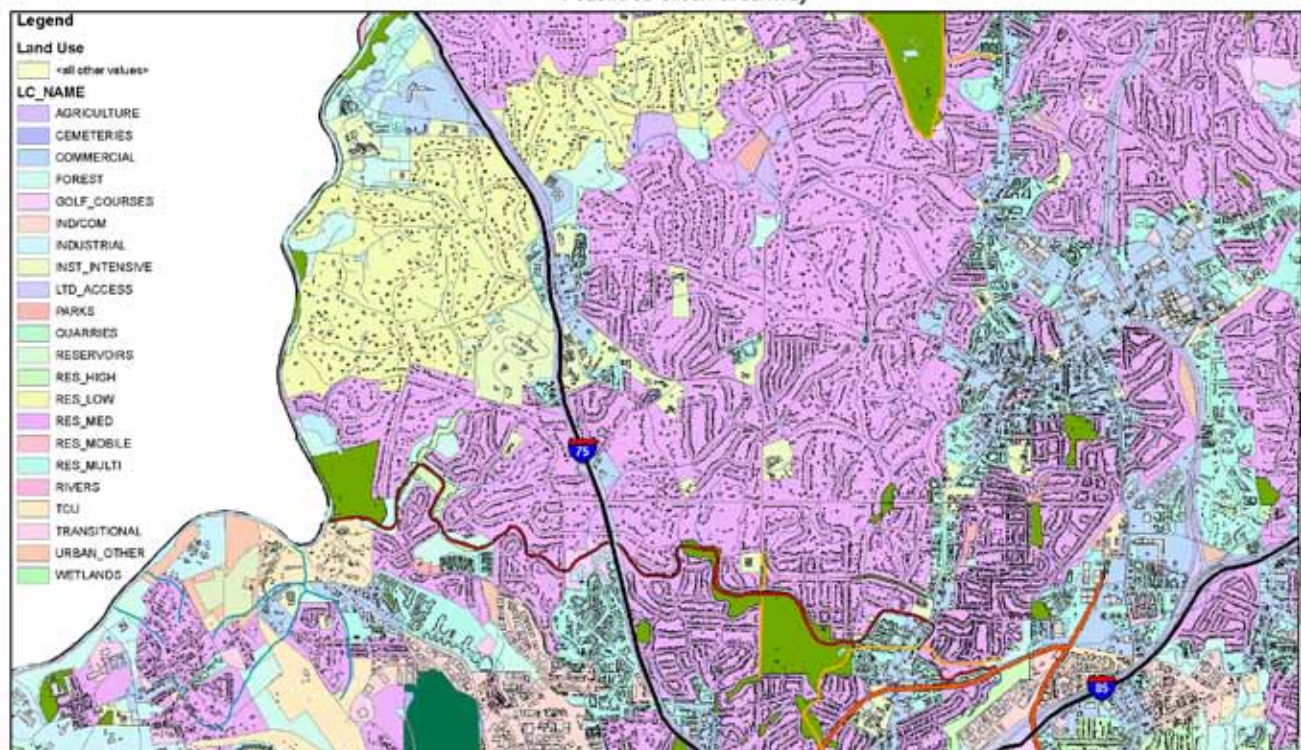 Legend
Land Use
<all other values>
LC_NAME
AGRICULTURE
CEMETERIES
COMMERCIAL
FOREST
GOLF_COURSES
IND/COM
INDUSTRIAL
INST_INTENSIVE
LTD_ACCESS
PARKS
QUARRIES
RESERVOIRS
RES_HIGH
RES_LOW
RES_MED
RES_MOBILE
RES_MULTI
RIVERS
TCU
TRANSITIONAL
URBAN_OTHER
WETLANDS
75
85